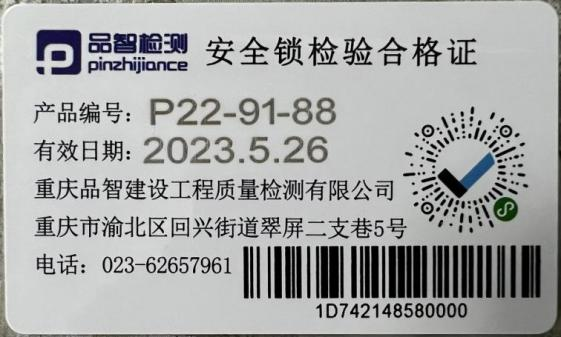 品智检测
pinzhijiance
安全锁检验合格证
产品编号：P22-91-88
有效日期：2023.5.26
重庆品智建设工程质量检测有限公司
重庆市渝北区回兴街道翠屏二支巷5号
电话：023-62657961
1D742148580000